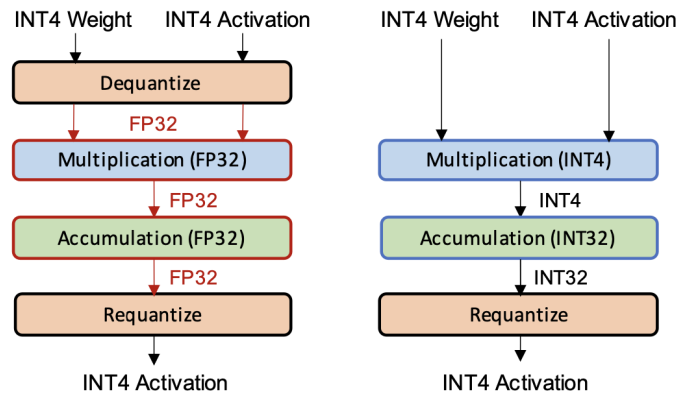 INT4 Weight INT4 Activation
Dequantize
FP32
Multiplication (FP32)
FP32
Accumulation (FP32)
FP32
Requantize
INT4 Activation
INT4 Weight INT4 Activation
Multiplication (INT4)
INT4
Accumulation (INT32)
INT32
Requantize
INT4 Activation